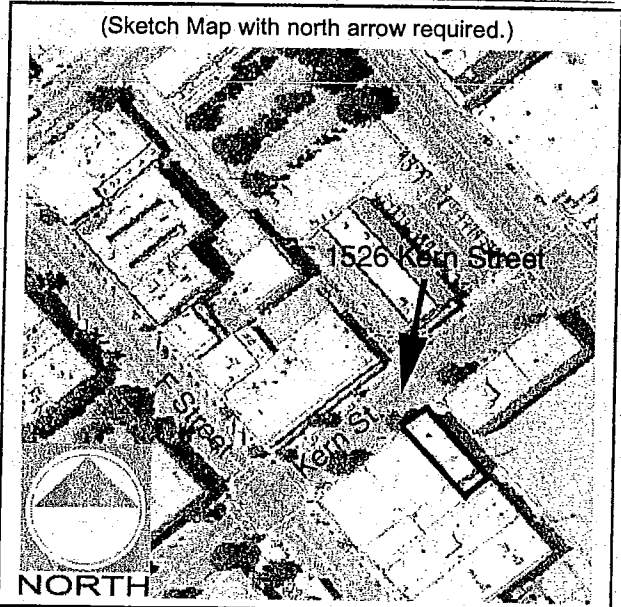 (Sketch Map with north arrow required.)
1526 Kern Street
F Street
Kern St
NORTH